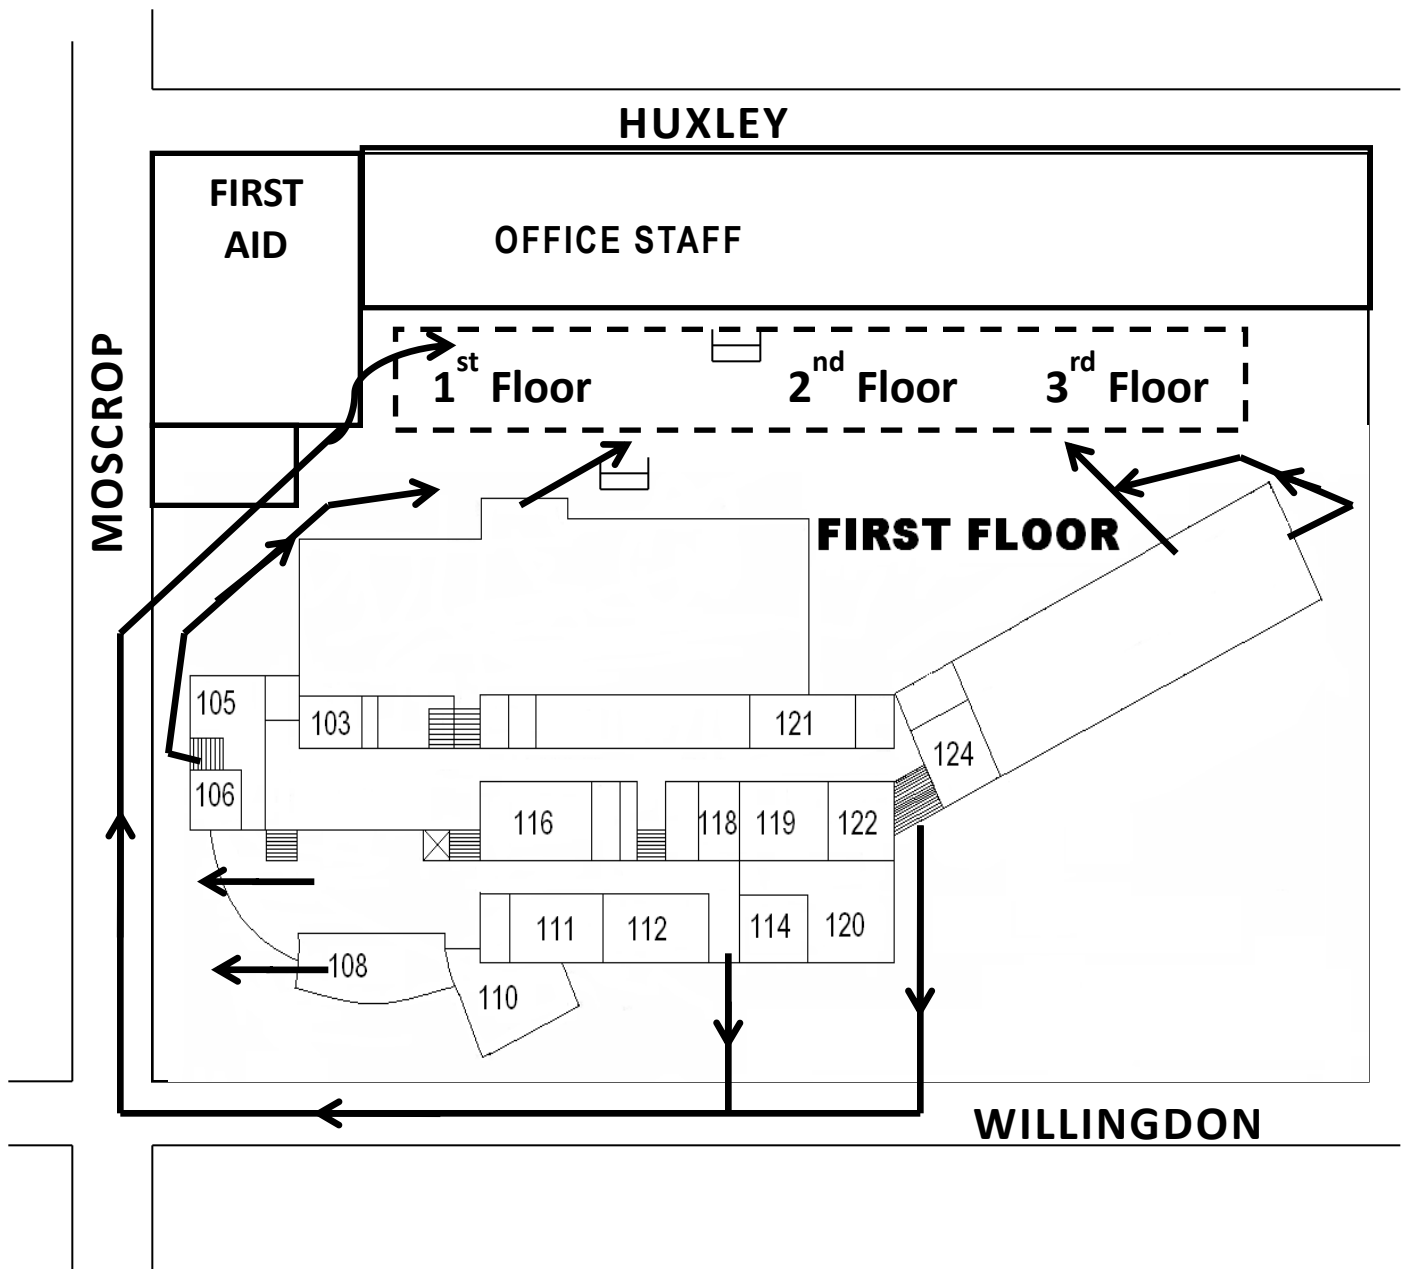 HUXLEY
FIRST
AID
OFFICE STAFF
MOSCROP
1st Floor
2nd Floor
3rd Floor
FIRST FLOOR
105
103
121
124
106
116
118
119
122
111
112
114
120
108
110
WILLINGDON